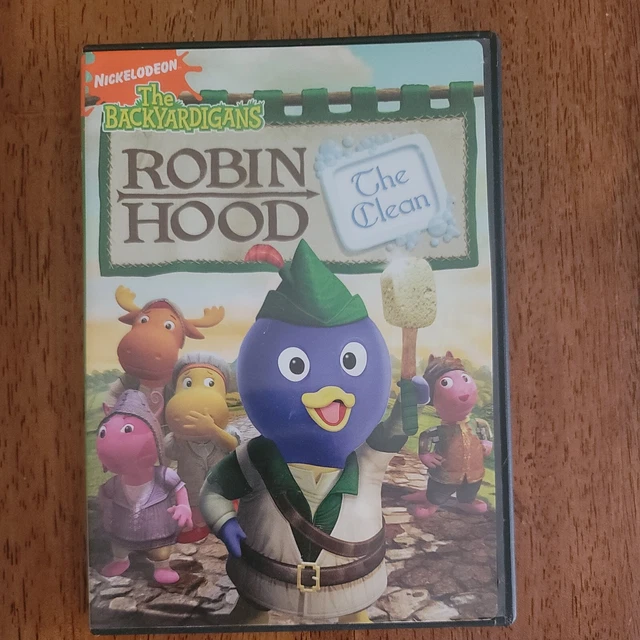 NICKELODEON
The
BACKYARDIGANS
ROBIN
HOOD
The
Clean